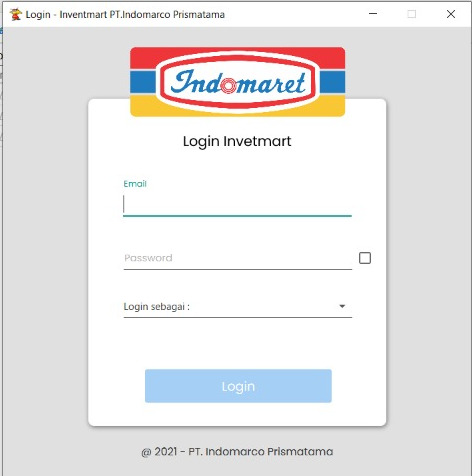 Login - Inventmart PT.Indomarco Prismatama
Indomaret
Login Invetmart
Email
Password
Login sebagai :
Login
@ 2021 - PT. Indomarco Prismatama